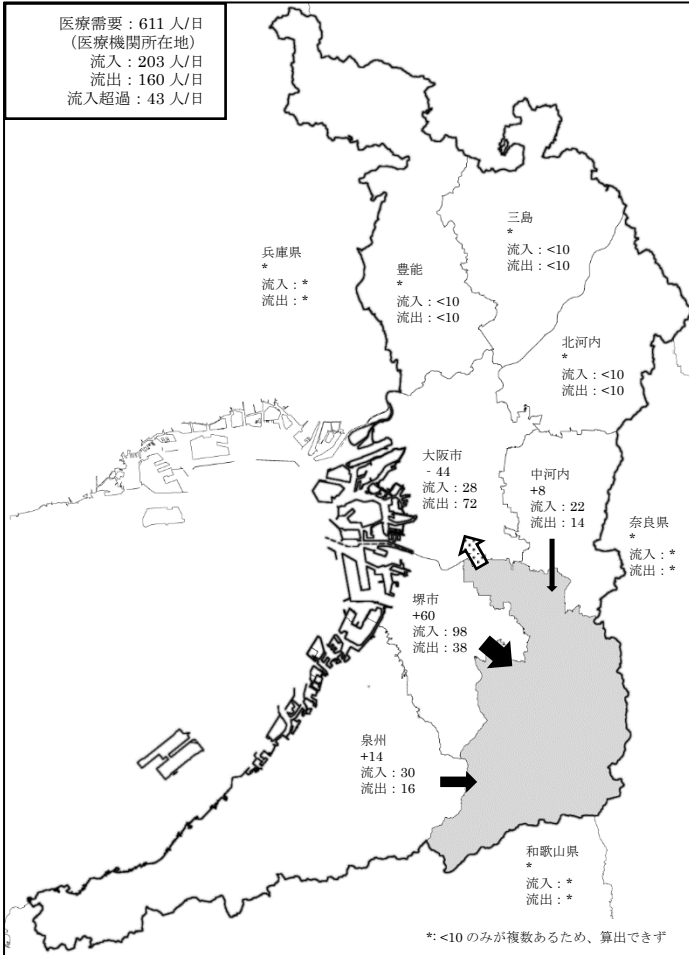 医療需要：611 人/日
（医療機関所在地）
流入：203 人/日
流出：160 人/日
流入超過：43 人/日
三島
*
流入：<10
流出：<10
兵庫県
*
流入：*
流出：*
豊能
*
流入：<10
流出：<10
北河内
*
流入：<10
流出：<10
大阪市
- 44
流入：28
流出：72
中河内
+8
流入：22
流出：14
奈良県
*
流入：*
流出：*
堺市
+60
流入：98
流出：38
泉州
+14
流入：30
流出：16
和歌山県
*
流入：*
流出：*
*: <10 のみが複数あるため、算出できず